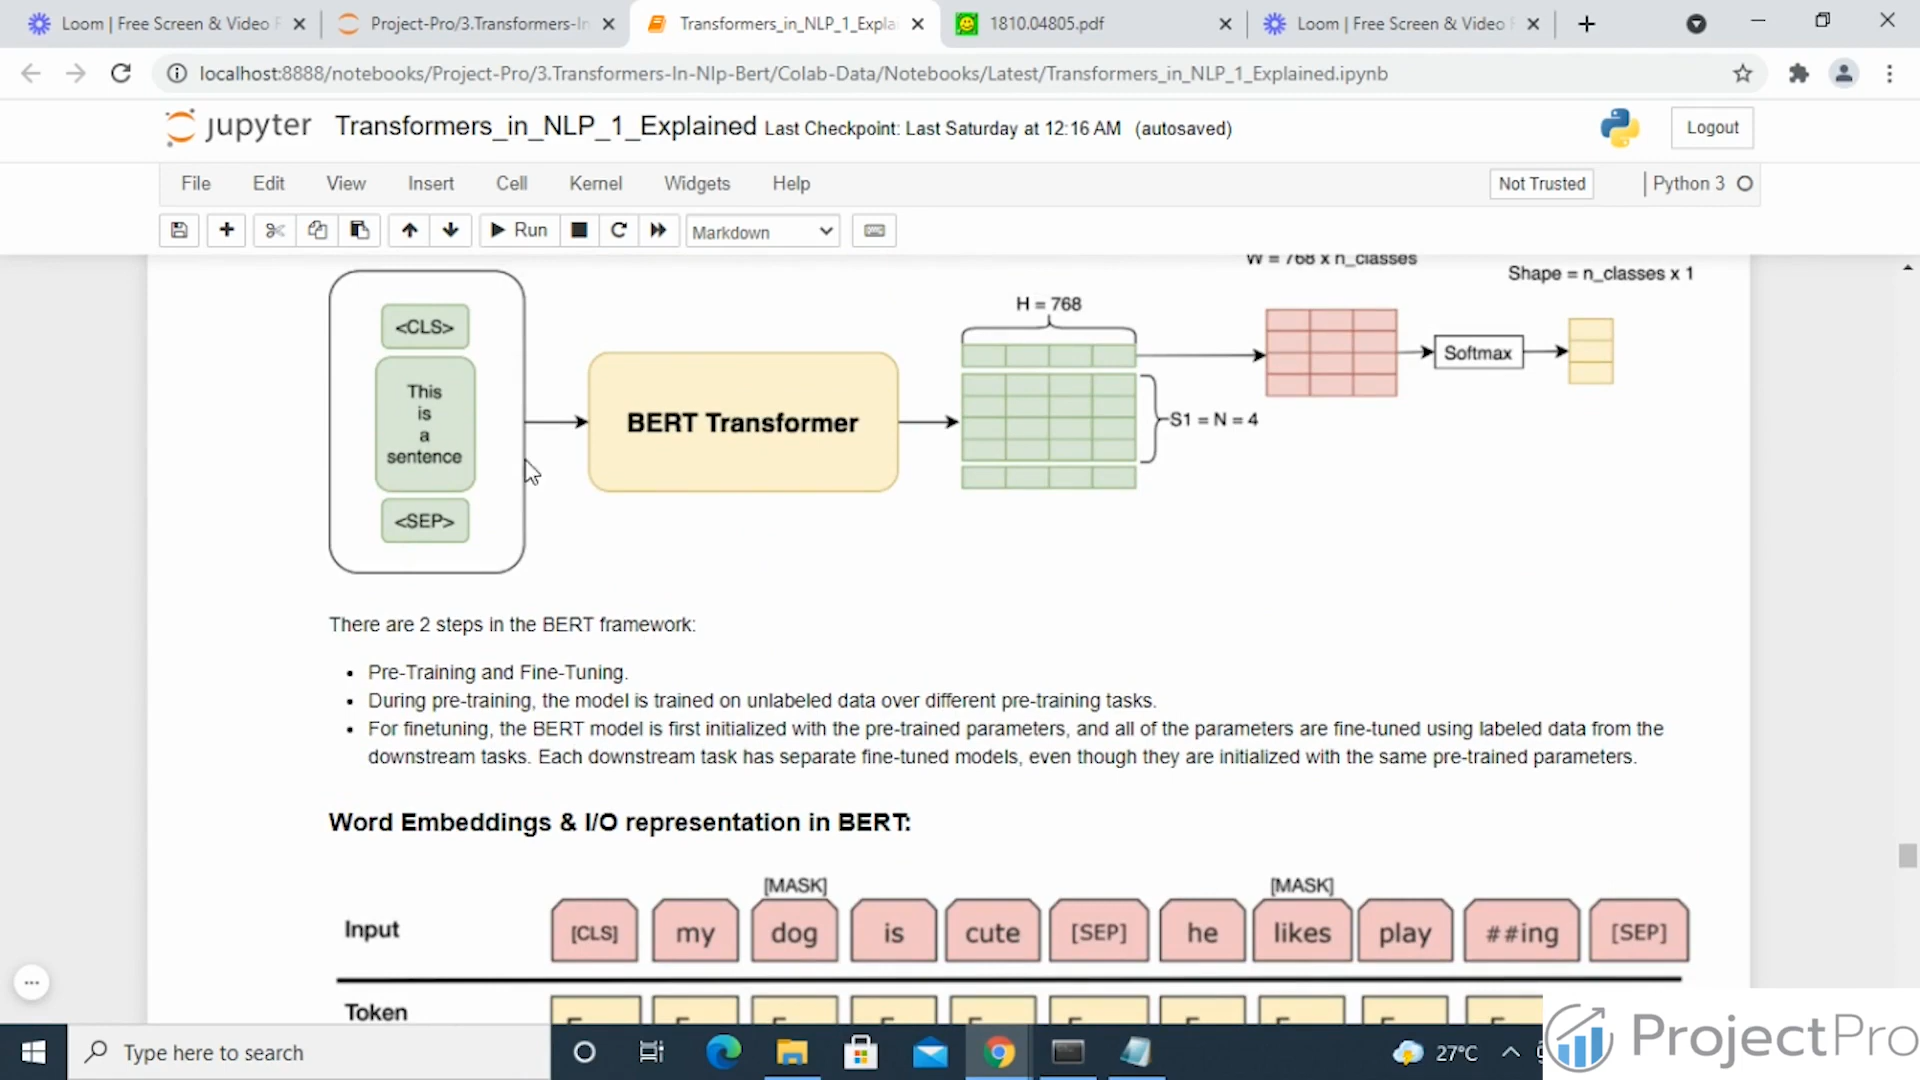 Loom | Free Screen & Video R
Project-Pro/3.Transformers-In
Transformers_in_NLP_1_Explai
1810.04805.pdf
Loom | Free Screen & Video
localhost:8888/notebooks/Project-Pro/3.Transformers-In-Nlp-Bert/Colab-Data/Notebooks/Latest/Transformers_in_NLP_1_Explained.ipynb
jupyter Transformers_in_NLP_1_Explained Last Checkpoint: Last Saturday at 12:16 AM (autosaved)
Logout
File Edit View Insert Cell Kernel Widgets Help
Not Trusted
Python 3
Run
Markdown
W = 768 x n_classes
Shape = n_classes x 1
H = 768
<CLS>
This
is
a
sentence
<SEP>
BERT Transformer
S1 = N = 4
Softmax
There are 2 steps in the BERT framework:
• Pre-Training and Fine-Tuning.
• During pre-training, the model is trained on unlabeled data over different pre-training tasks.
• For finetuning, the BERT model is first initialized with the pre-trained parameters, and all of the parameters are fine-tuned using labeled data from the
downstream tasks. Each downstream task has separate fine-tuned models, even though they are initialized with the same pre-trained parameters.
Word Embeddings & I/O representation in BERT:
[MASK] [MASK]
Input [CLS] my dog is cute [SEP] he likes play ##ing [SEP]
Token
Type here to search
27°C
ProjectPro